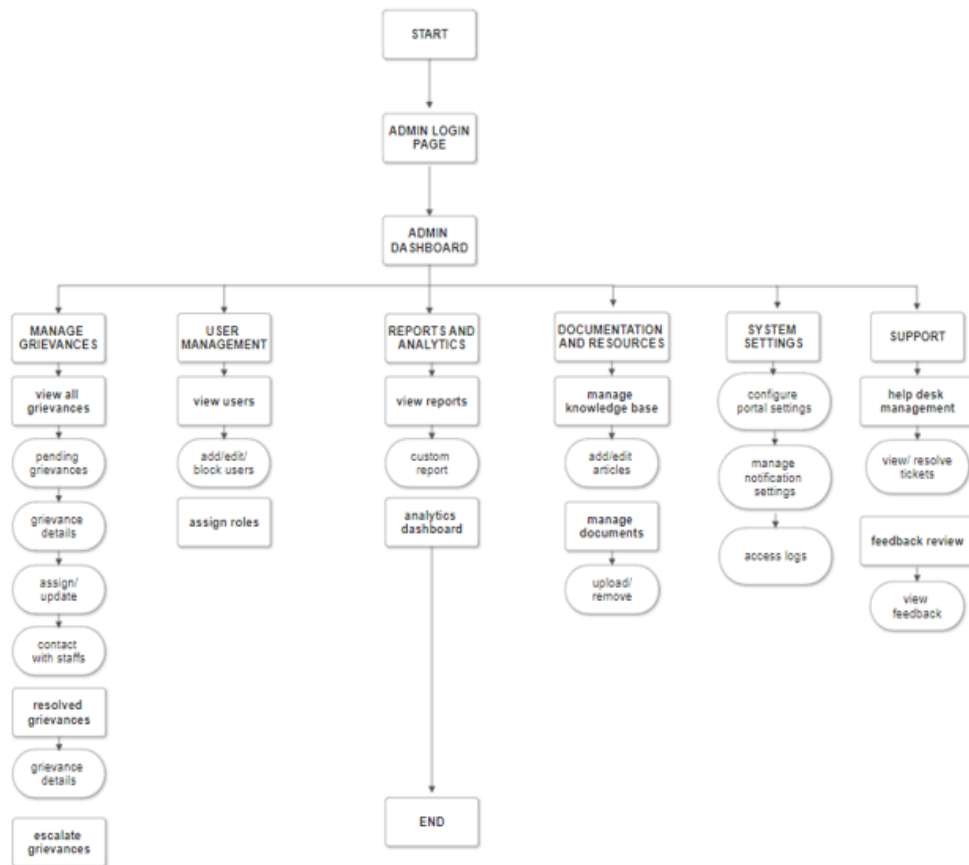 START
ADMIN LOGIN
PAGE
ADMIN
DASHBOARD
MANAGE
GRIEVANCES
view all
grievances
pending
grievances
grievance
details
assign/
update
contact
with staffs
resolved
grievances
grievance
details
escalate
grievances
USER
MANAGEMENT
view users
add/edit/
block users
assign roles
REPORTS AND
ANALYTICS
view reports
custom
report
analytics
dashboard
END
DOCUMENTATION
AND RESOURCES
manage
knowledge base
add/edit
articles
manage
documents
upload/
remove
SYSTEM
SETTINGS
configure
portal settings
manage
notification
settings
access logs
SUPPORT
help desk
management
view/ resolve
tickets
feedback review
view
feedback